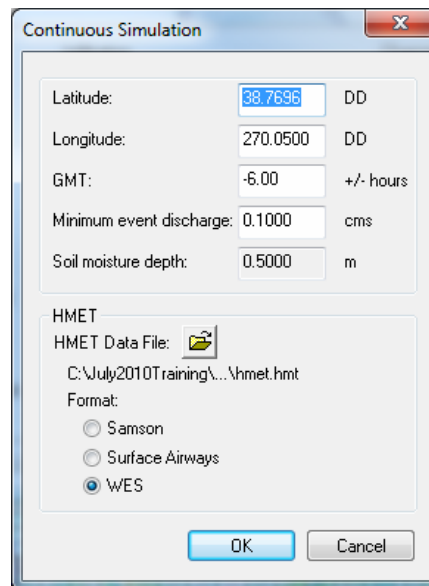 Continuous Simulation
Latitude: 38.7696 DD
Longitude: 270.0500 DD
GMT: -6.00 +/- hours
Minimum event discharge: 0.1000 cms
Soil moisture depth: 0.5000 m
HMET
HMET Data File:
C:\July2010Training\...\hmet.hmt
Format:
Samson
Surface Airways
WES
OK Cancel